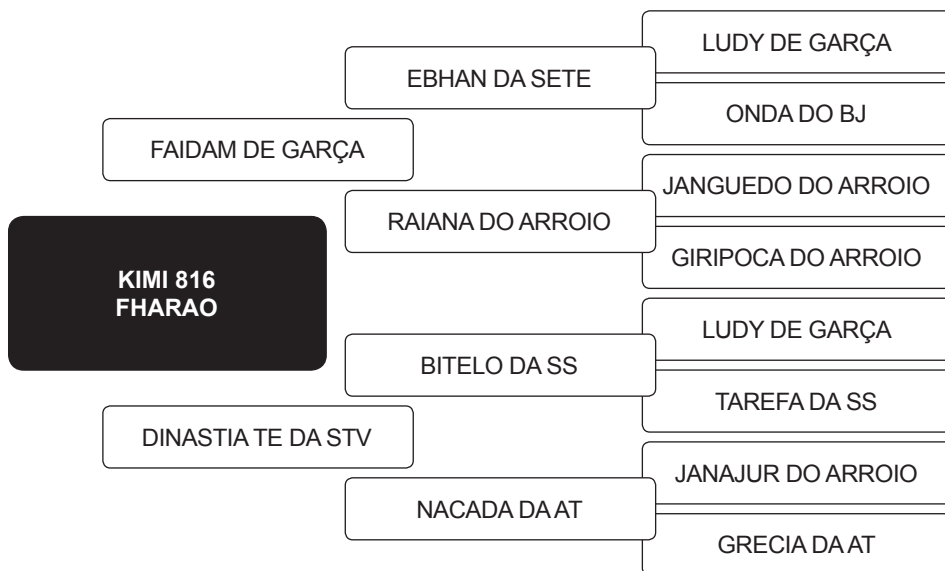 LUDY DE GARÇA
EBHAN DA SETE
ONDA DO BJ
FAIDAM DE GARÇA
JANGUEDO DO ARROIO
RAIANA DO ARROIO
GIRIPOCA DO ARROIO
KIMI 816
FHARAO
LUDY DE GARÇA
BITELO DA SS
TAREFA DA SS
DINASTIA TE DA STV
JANAJUR DO ARROIO
NACADA DA AT
GRECIA DA AT